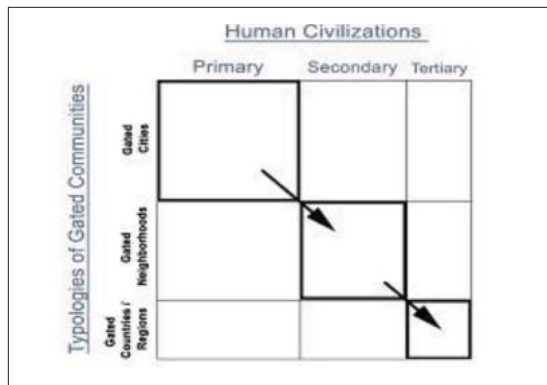 Human Civilizations
Primary Secondary Tertiary
Typologies of Gated Communities
Gated
Cities
Gated
Neighborhoods
Gated
Countries /
Regions